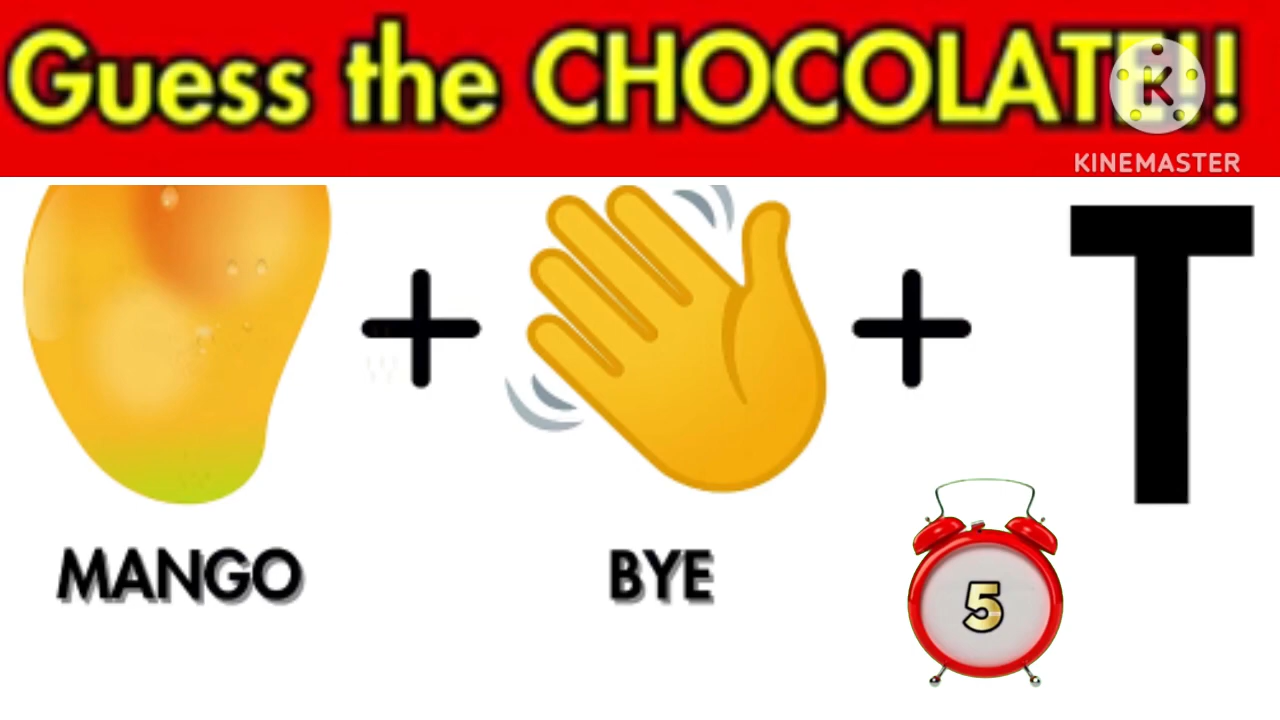 Guess the CHOCOLATE!!
K
KINEMASTER
+ + T
MANGO BYE
5